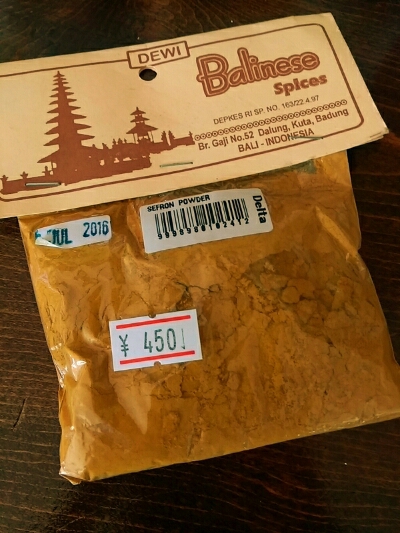 DEWI
Balinese
Spices
DEPKES RI SP. NO. 163/22.4.97
Br. Gaji No.52 Dalung, Kuta, Badung
BALI - INDONESIA
SEFRON POWDER
Delta
JUL 2016
¥ 450